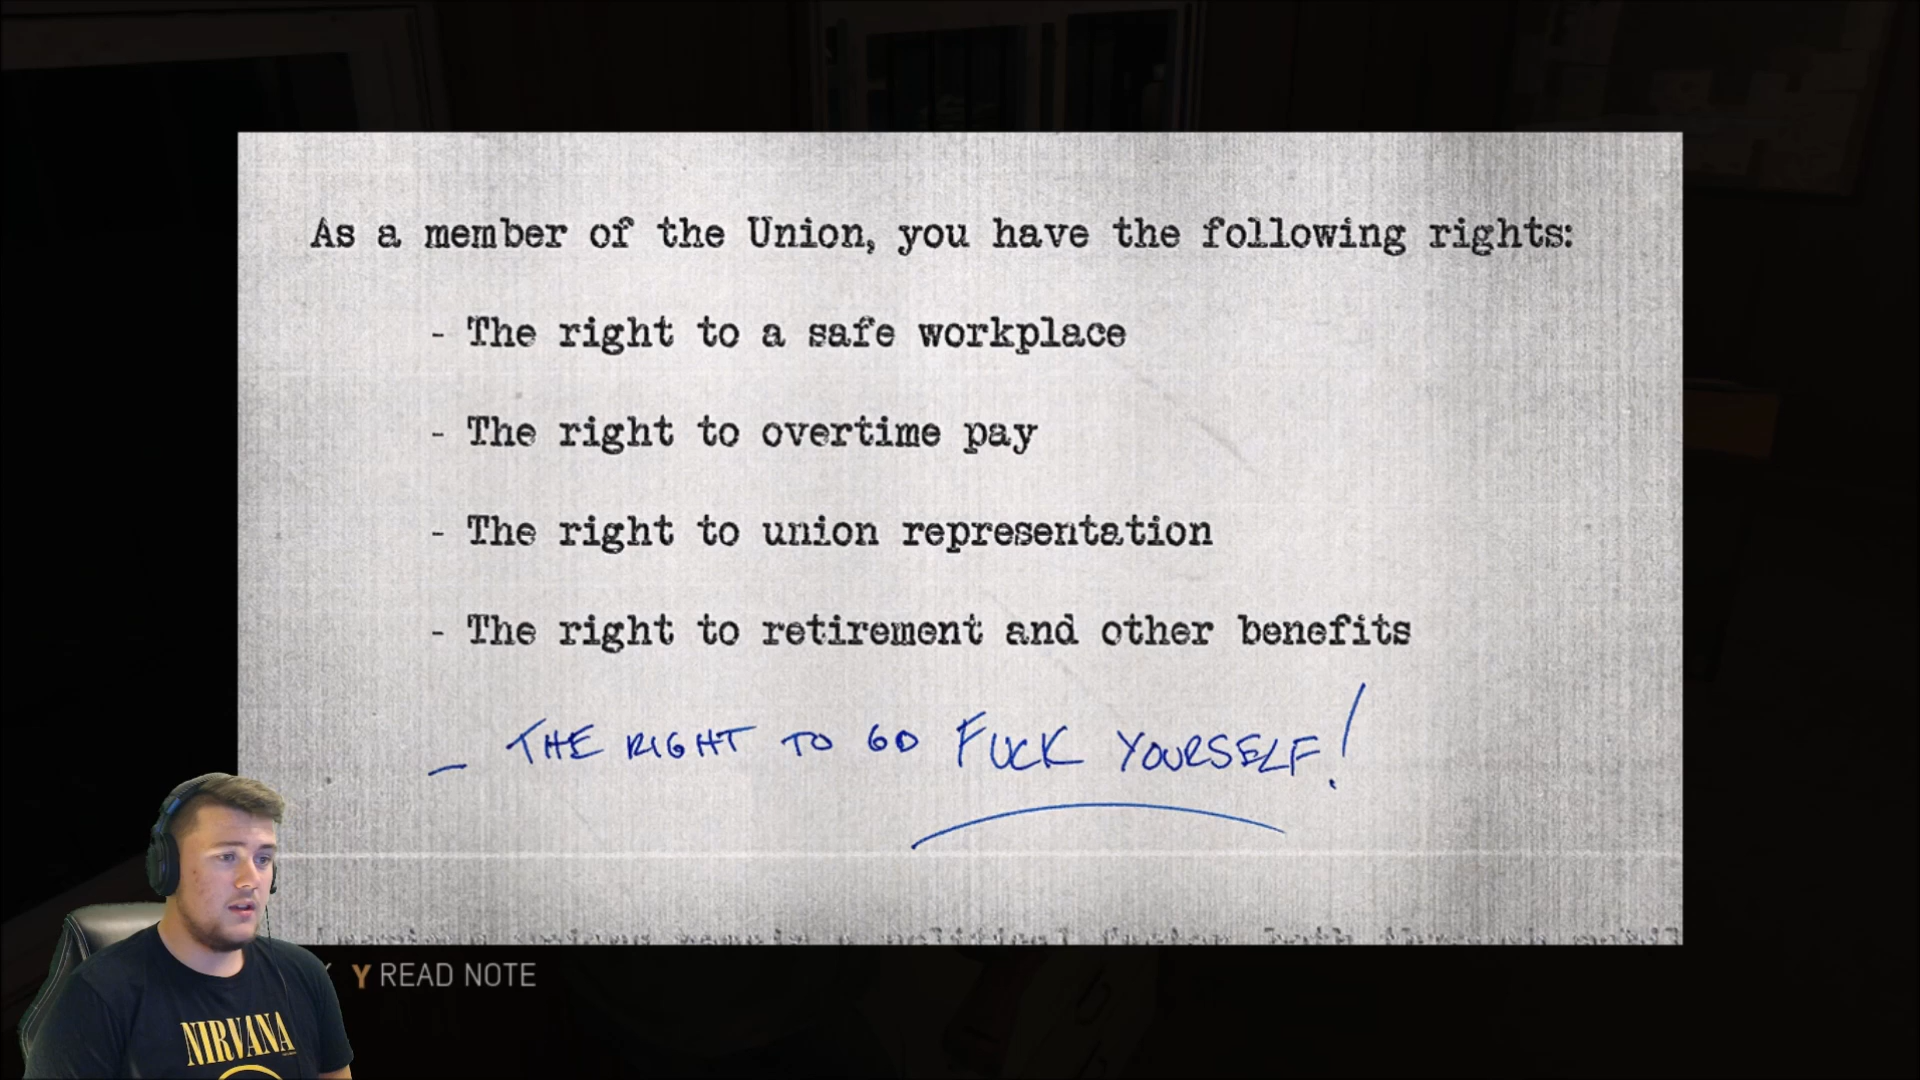 As a member of the Union, you have the following rights:
- The right to a safe workplace
- The right to overtime pay
- The right to union representation
- The right to retirement and other benefits
- THE RIGHT TO GO FUCK YOURSELF!
Y READ NOTE
NIRVANA